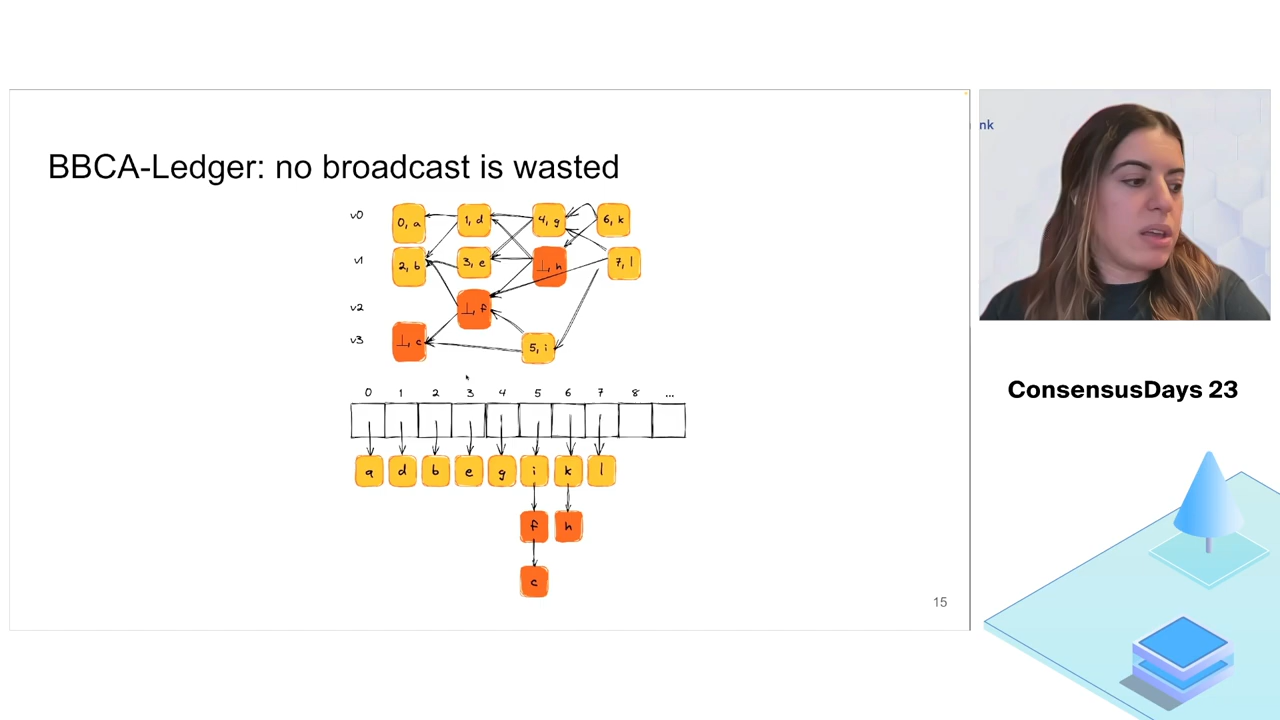 BBCA-Ledger: no broadcast is wasted
nk
v0 0, a 1, d 4, g 6, k
v1 2, b 3, e ⊥, h 7, l
v2 ⊥, f
v3 ⊥, c 5, i
ConsensusDays 23
0 1 2 3 4 5 6 7 8 ...
a d b e g i k l
f h
c
15